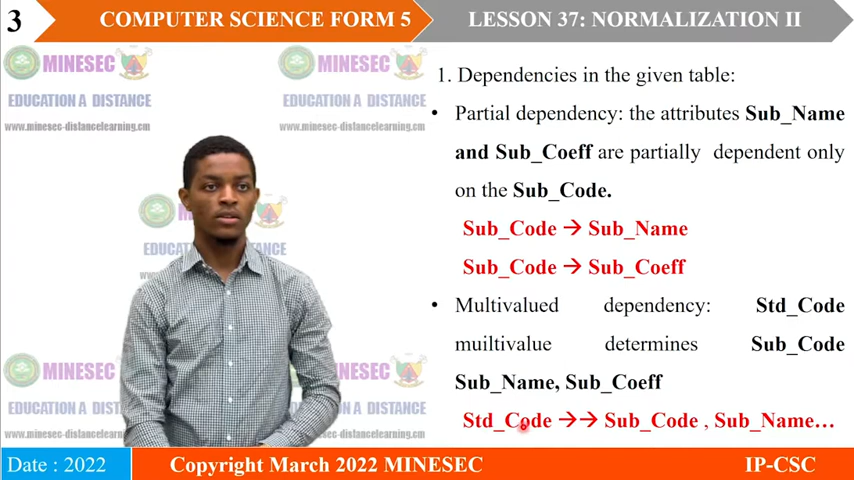 3
COMPUTER SCIENCE FORM 5
LESSON 37: NORMALIZATION II
MINESEC
EDUCATION A DISTANCE
www.minesec-distancelearning.cm
MINESEC
EDUCATION A DISTANCE
www.minesec-distancelearning.cm
MINESEC
EDUCATION
MINESEC
EDUCATION
www.minesec-d
MINESEC
DISTANCE
www.minesec-distancelearning.cm
1. Dependencies in the given table:
• Partial dependency: the attributes Sub_Name
and Sub_Coeff are partially dependent only
on the Sub_Code.
Sub_Code → Sub_Name
Sub_Code → Sub_Coeff
• Multivalued dependency: Std_Code
muiltivalue determines Sub_Code
Sub_Name, Sub_Coeff
Std_Code →→ Sub_Code , Sub_Name…
Date : 2022
Copyright March 2022 MINESEC
IP-CSC